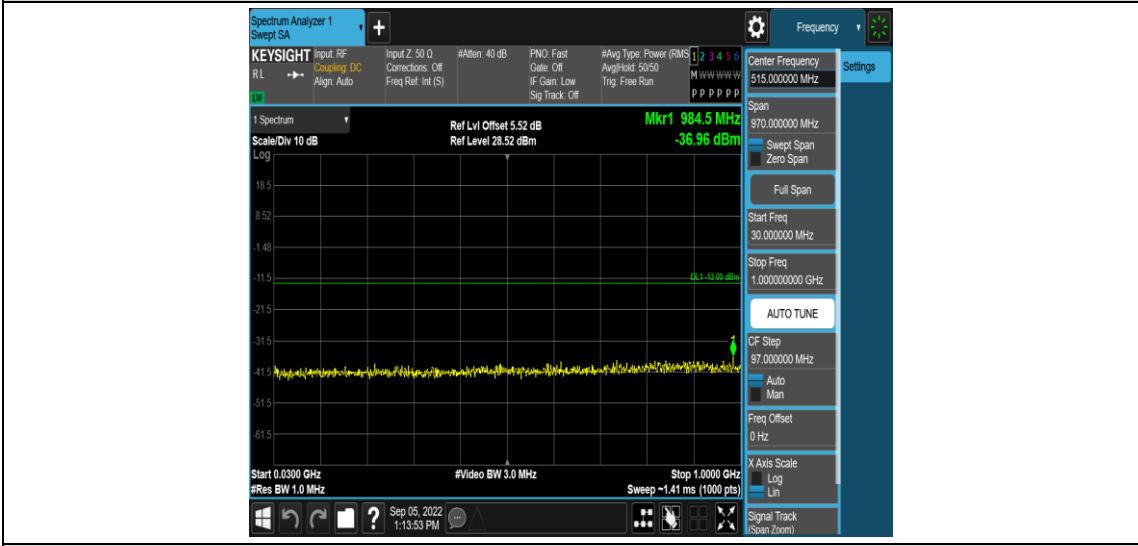 Spectrum Analyzer 1
Swept SA
+
Frequency
KEYSIGHT
RL
Input: RF
Coupling: DC
Align: Auto
Input Z: 50 Ω
Corrections: Off
Freq Ref: Int (S)
#Atten: 40 dB
PNO: Fast
Gate: Off
IF Gain: Low
Sig Track: Off
#Avg Type: Power (RMS
Avg|Hold: 50/50
Trig: Free Run
1 2 3 4 5 6
M W W W W W
P P P P P P
1 Spectrum
Scale/Div 10 dB
Log
Ref Lvl Offset 5.52 dB
Ref Level 28.52 dBm
Mkr1 984.5 MHz
-36.96 dBm
18.5
8.52
-1.48
-11.5
-21.5
-31.5
-41.5
-51.5
-61.5
DL1 -13.00 dBm
1
Start 0.0300 GHz
#Res BW 1.0 MHz
#Video BW 3.0 MHz
Stop 1.0000 GHz
Sweep ~1.41 ms (1000 pts)
?
Sep 05, 2022
1:13:53 PM
Center Frequency
515.000000 MHz
Span
970.000000 MHz
Swept Span
Zero Span
Full Span
Start Freq
30.000000 MHz
Stop Freq
1.000000000 GHz
AUTO TUNE
CF Step
97.000000 MHz
Auto
Man
Freq Offset
0 Hz
X Axis Scale
Log
Lin
Signal Track
(Span Zoom)
Settings